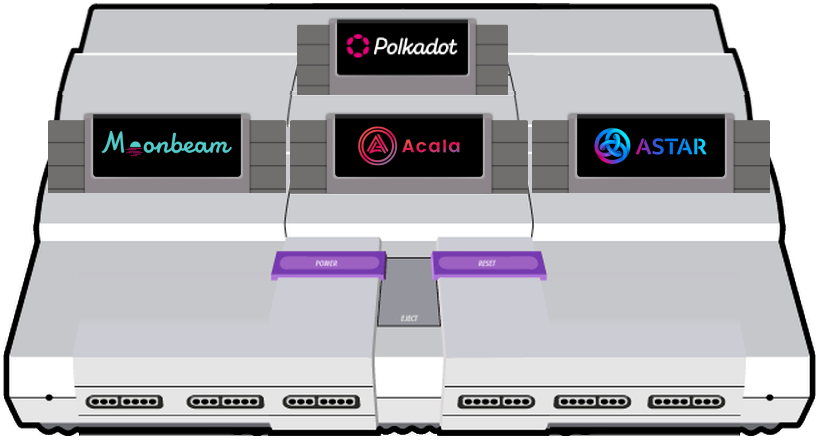 Polkadot
Moonbeam
Acala
ASTAR
POWER
RESET
EJECT